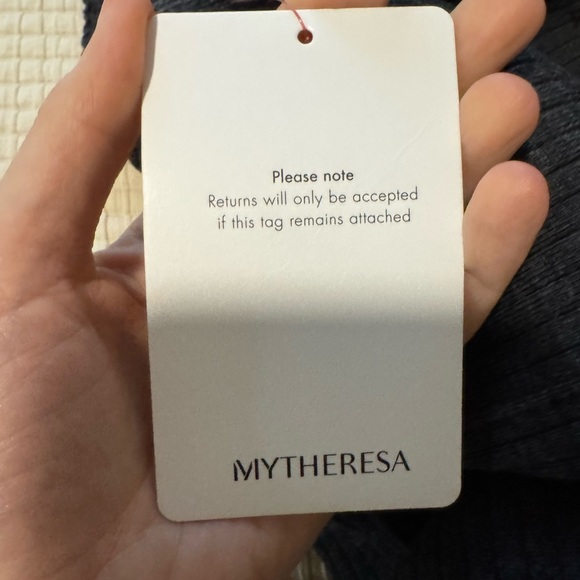 Please note
Returns will only be accepted
if this tag remains attached
MYTHERESA